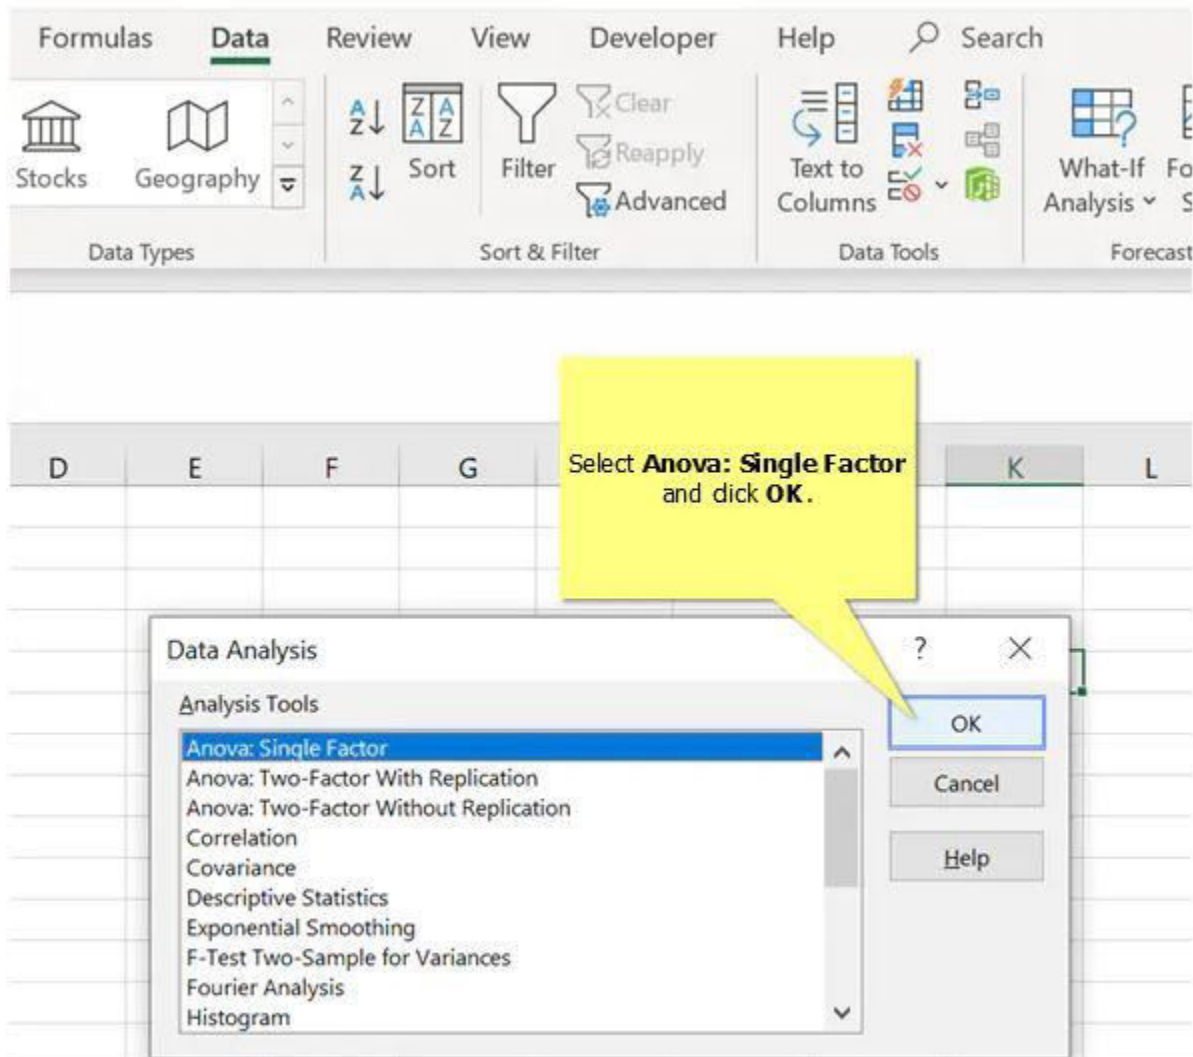 Formulas Data Review View Developer Help Search
Clear
Reapply
Advanced
Stocks Geography Sort Filter Text to Columns What-If Analysis
Data Types Sort & Filter Data Tools Forecast
D E F G K L
Select Anova: Single Factor
and click OK.
Data Analysis ?
Analysis Tools
OK
Anova: Single Factor
Anova: Two-Factor With Replication
Cancel
Anova: Two-Factor Without Replication
Correlation
Help
Covariance
Descriptive Statistics
Exponential Smoothing
F-Test Two-Sample for Variances
Fourier Analysis
Histogram